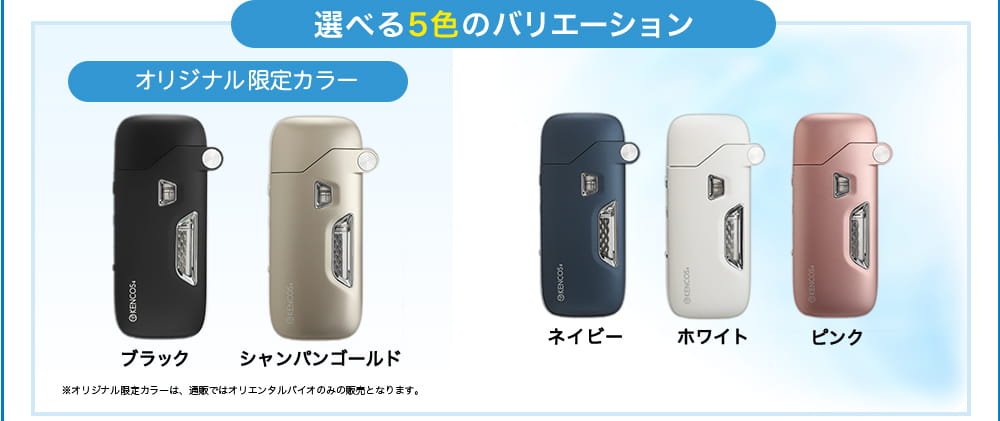 選べる5色のバリエーション
オリジナル限定カラー
KENCOS4
KENCOS4
KENCOS4
KENCOS4
KENCOS4
ブラック
シャンパンゴールド
ネイビー
ホワイト
ピンク
※オリジナル限定カラーは、通販ではオリエンタルバイオのみの販売となります。